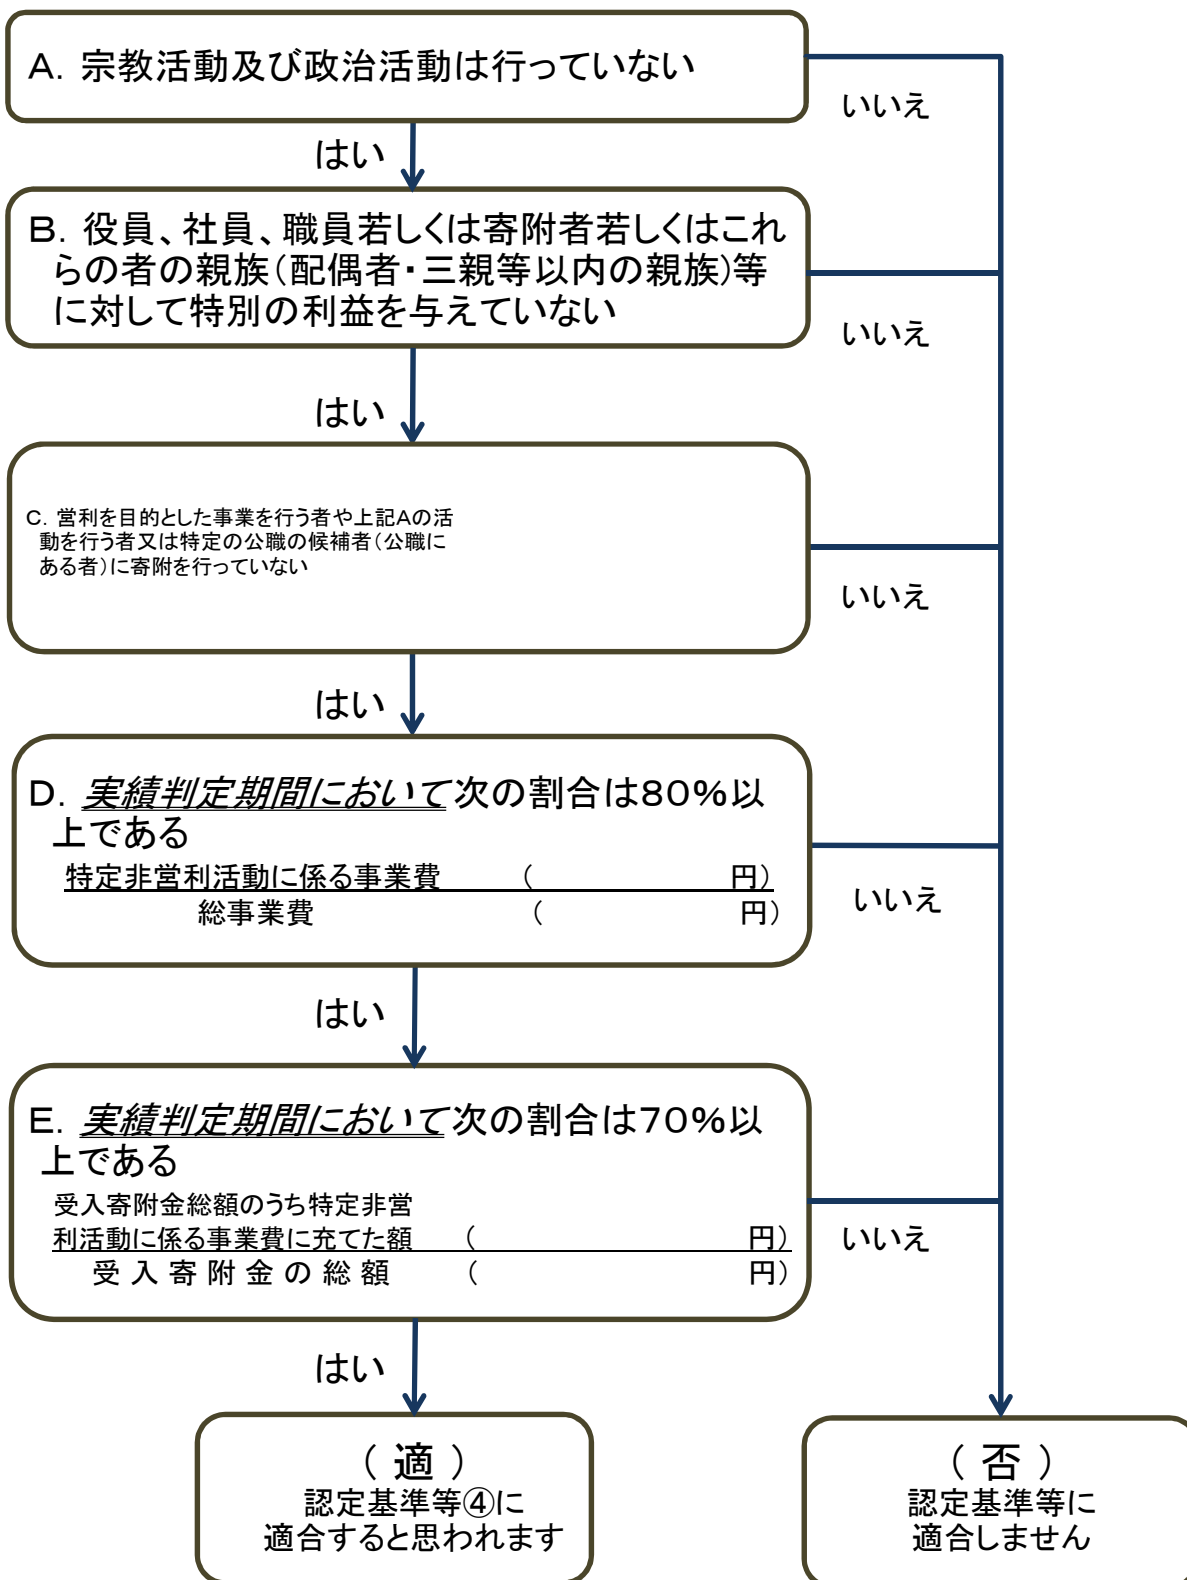 A. 宗教活動及び政治活動は行っていない
いいえ
はい
B. 役員、社員、職員若しくは寄附者若しくはこれ
らの者の親族(配偶者・三親等以内の親族)等
に対して特別の利益を与えていない
いいえ
はい
C. 営利を目的とした事業を行う者や上記Aの活
動を行う者又は特定の公職の候補者(公職に
ある者)に寄附を行っていない
いいえ
はい
D. 実績判定期間において次の割合は80%以
上である
特定非営利活動に係る事業費 ( 円)
総事業費 ( 円)
いいえ
はい
E. 実績判定期間において次の割合は70%以
上である
受入寄附金総額のうち特定非営
利活動に係る事業費に充てた額 ( 円)
受入寄附金の総額 ( 円)
いいえ
はい
(適)
認定基準等④に
適合すると思われます
(否)
認定基準等に
適合しません